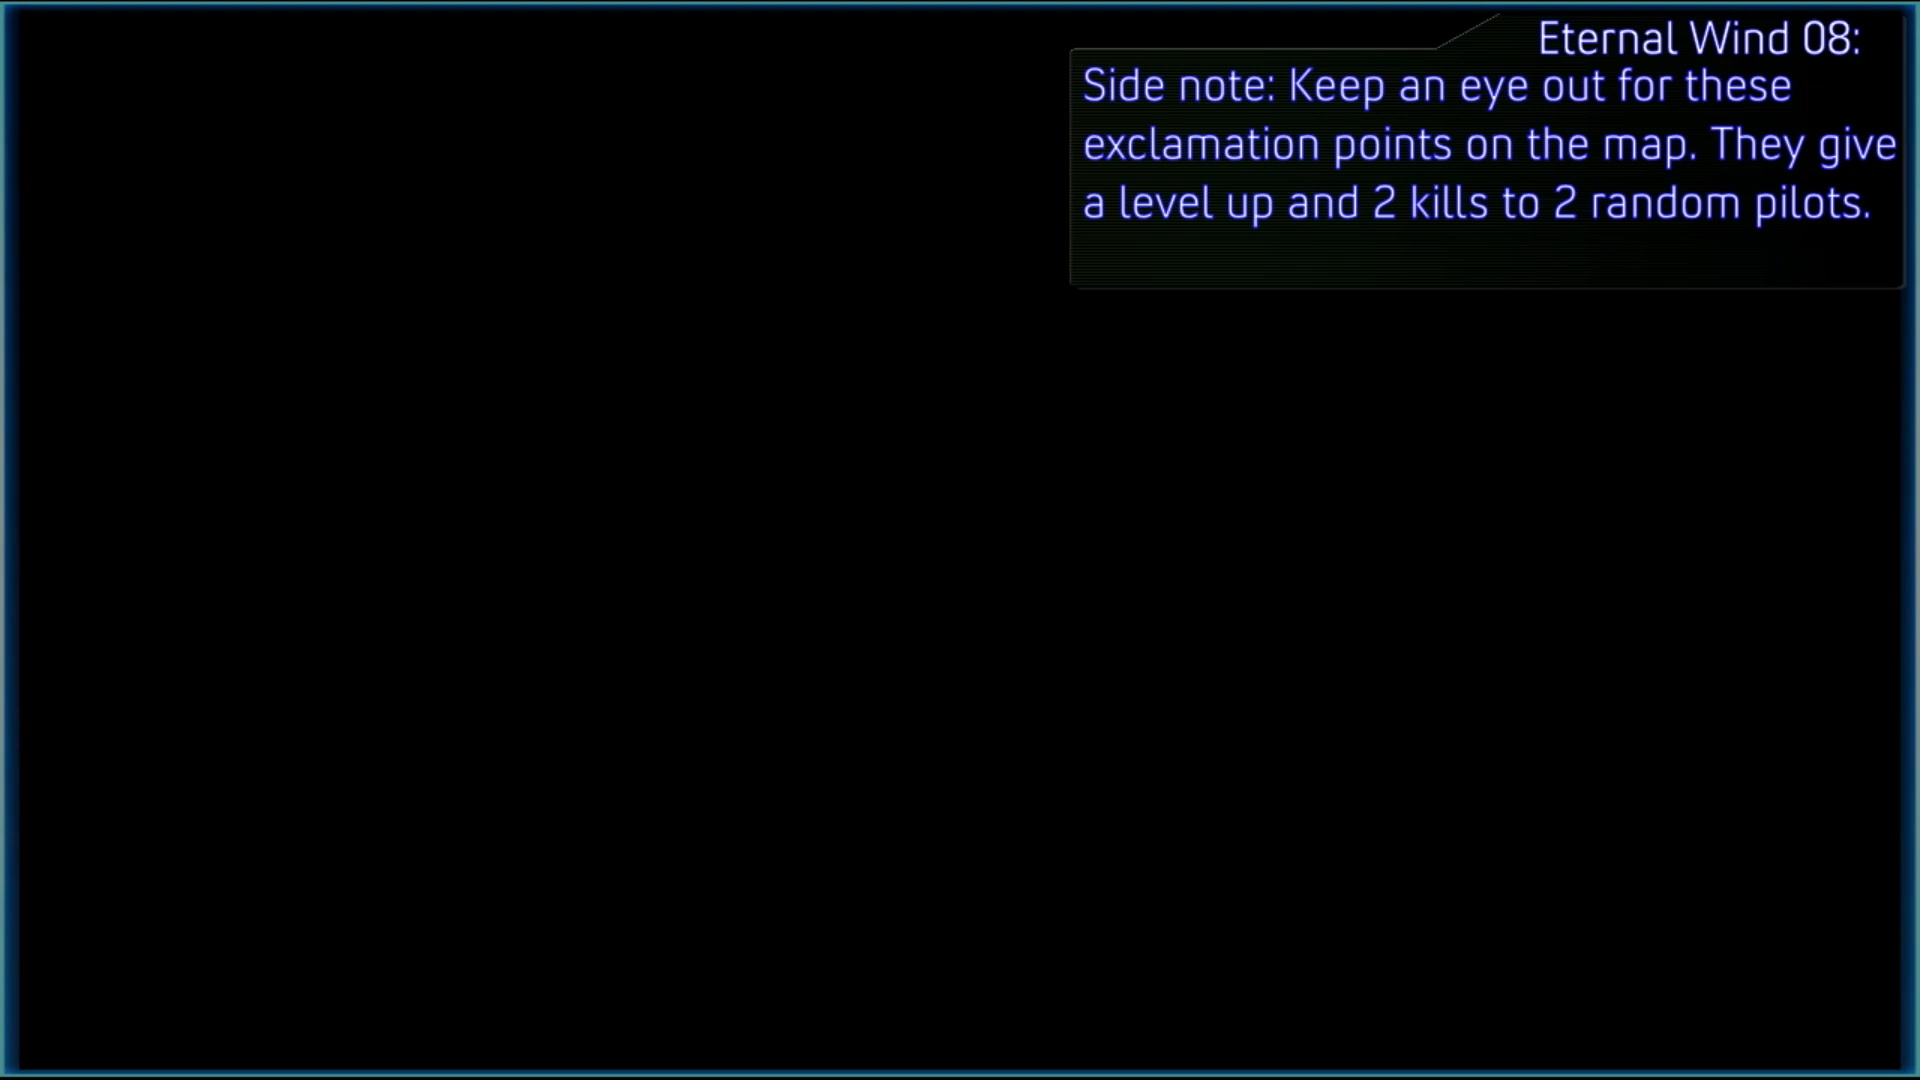 Eternal Wind 08:
Side note: Keep an eye out for these
exclamation points on the map. They give
a level up and 2 kills to 2 random pilots.